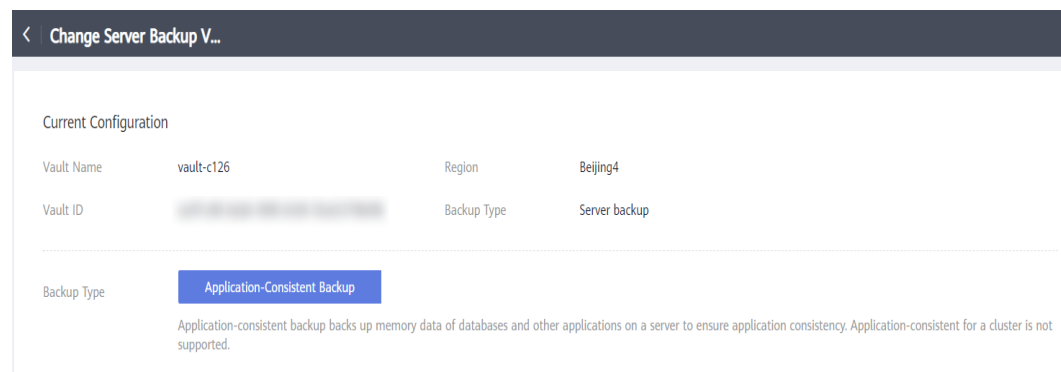 Change Server Backup V...
Current Configuration
Vault Name vault-c126 Region Beijing4
Vault ID Backup Type Server backup
Backup Type Application-Consistent Backup
Application-consistent backup backs up memory data of databases and other applications on a server to ensure application consistency. Application-consistent for a cluster is not
supported.